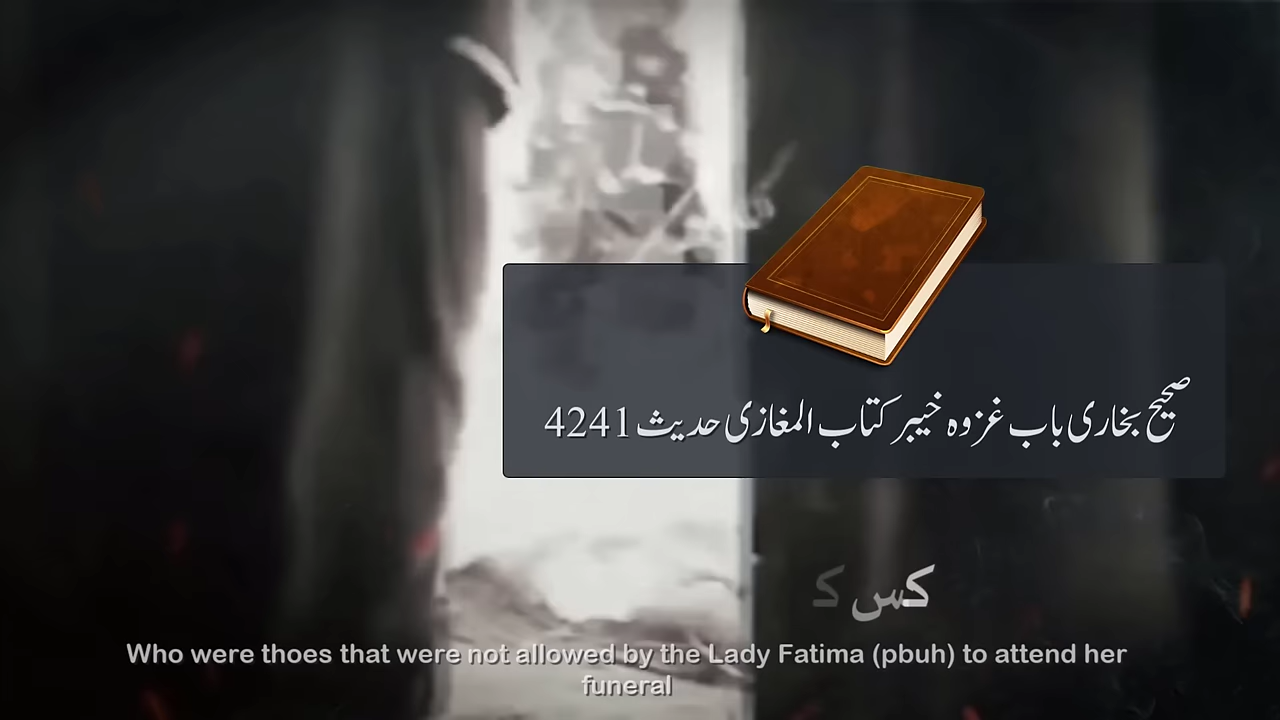 صحیح بخاری باب غزوہ خیبر کتاب المغازی حدیث 4241
کس ک
Who were thoes that were not allowed by the Lady Fatima (pbuh) to attend her
funeral